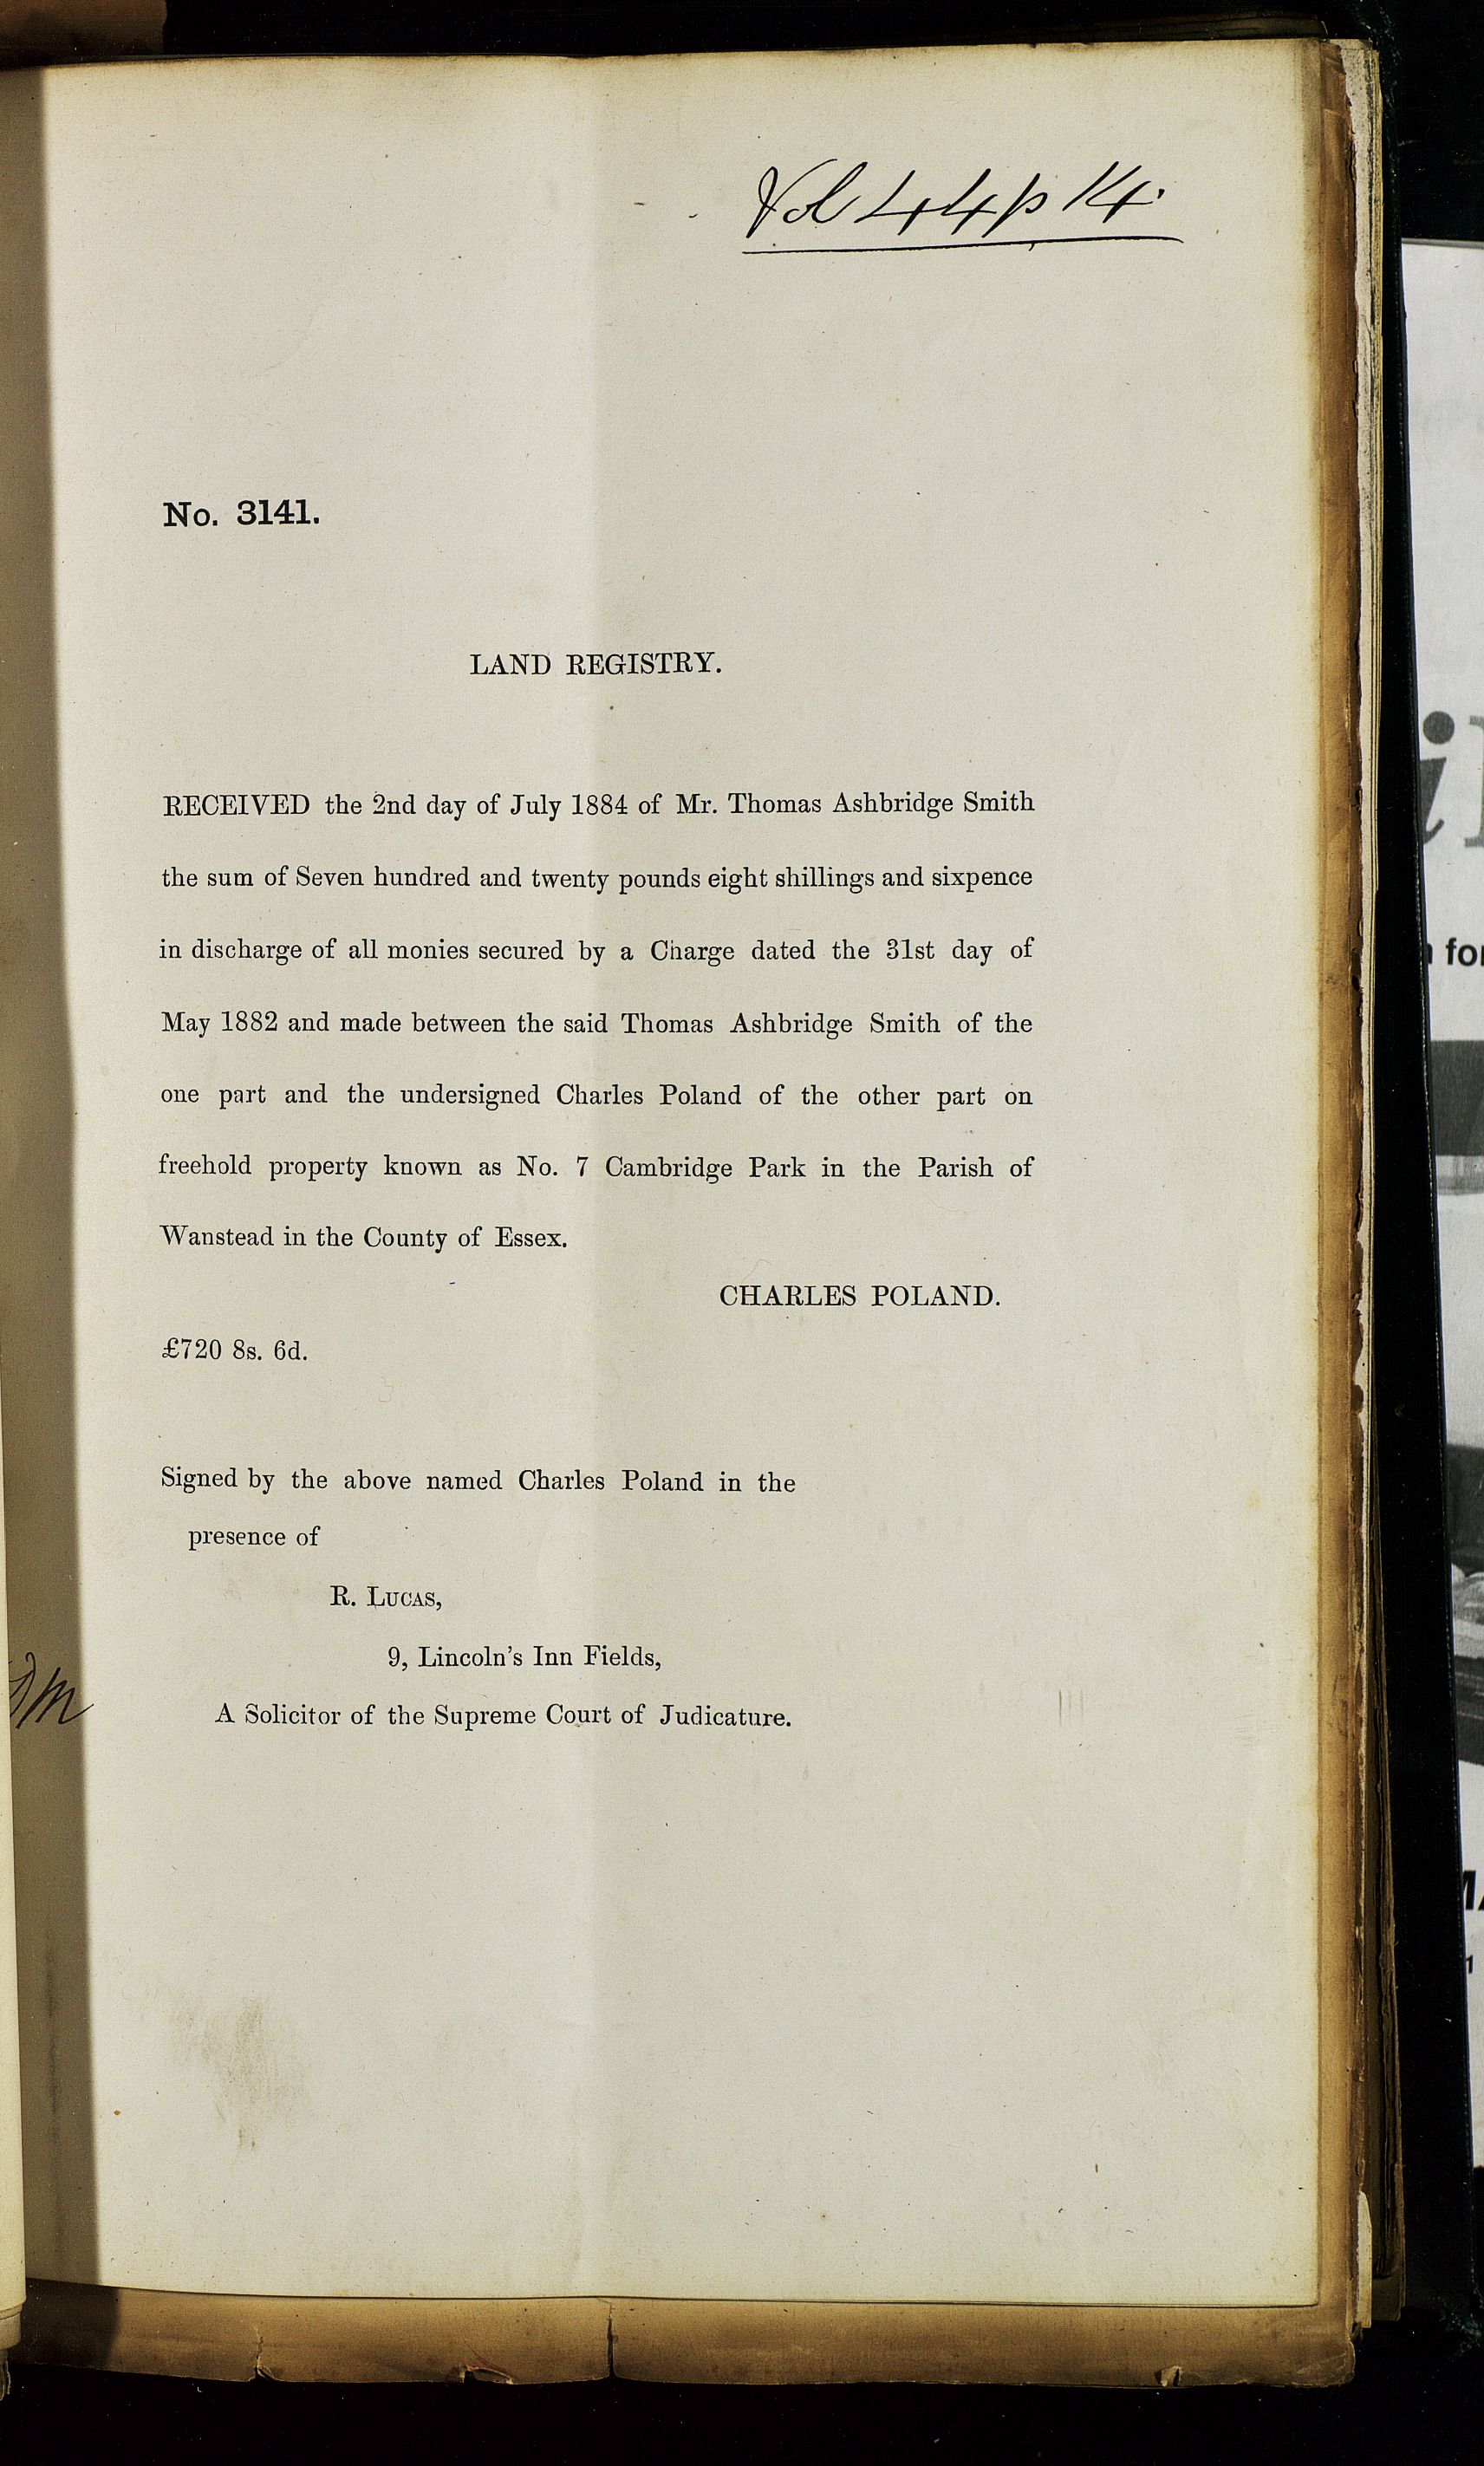 Vol 44 p 14.
No. 3141.
LAND REGISTRY.
RECEIVED the 2nd day of July 1884 of Mr. Thomas Ashbridge Smith
the sum of Seven hundred and twenty pounds eight shillings and sixpence
in discharge of all monies secured by a Charge dated the 31st day of
May 1882 and made between the said Thomas Ashbridge Smith of the
one part and the undersigned Charles Poland of the other part on
freehold property known as No. 7 Cambridge Park in the Parish of
Wanstead in the County of Essex.
CHARLES POLAND.
£720 8s. 6d.
Signed by the above named Charles Poland in the
presence of
R. LUCAS,
9, Lincoln's Inn Fields,
A Solicitor of the Supreme Court of Judicature.